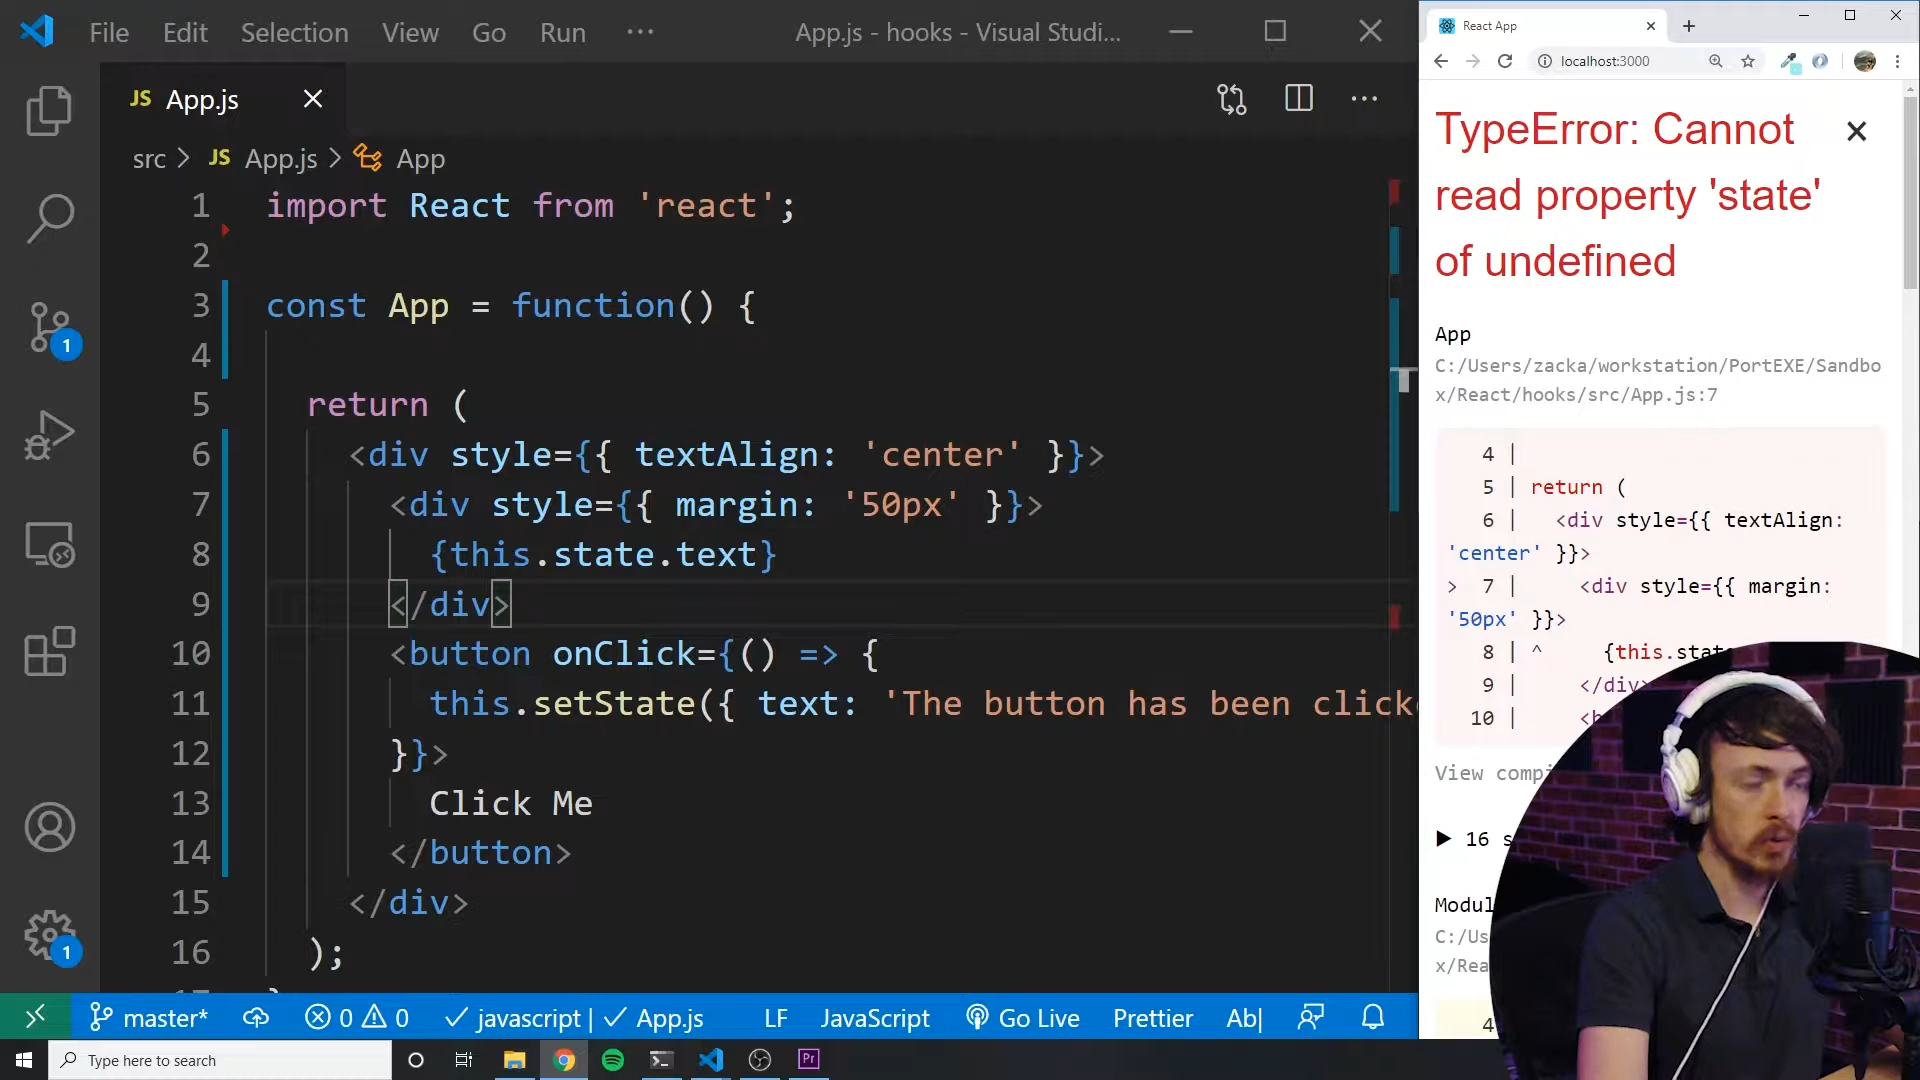 File Edit Selection View Go Run ··· App.js - hooks - Visual Studi...
JS App.js
src > JS App.js > App
1 import React from 'react';
2
3 const App = function() {
4
5 return (
6 <div style={{ textAlign: 'center' }}>
7 <div style={{ margin: '50px' }}>
8 {this.state.text}
9 </div>
10 <button onClick={() => {
11 this.setState({ text: 'The button has been click
12 }}>
13 Click Me
14 </button>
15 </div>
16 );
1
1
master* 0 0 javascript | App.js LF JavaScript Go Live Prettier Ab|
Type here to search
Pr
React App
localhost:3000
TypeError: Cannot
read property 'state'
of undefined
App
C:/Users/zacka/workstation/PortEXE/Sandbo
x/React/hooks/src/App.js:7
4 |
5 | return (
6 | <div style={{ textAlign:
'center' }}>
> 7 | <div style={{ margin:
'50px' }}>
8 | ^ {this.stat
9 | </div>
10 | <b
View compi
16 s
Modul
C:/Us
x/Rea
4